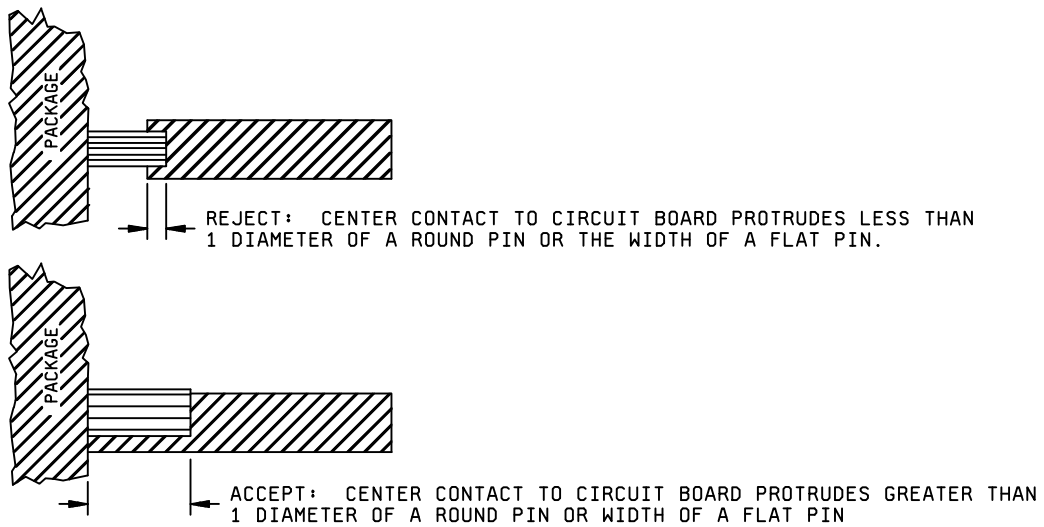 PACKAGE
REJECT: CENTER CONTACT TO CIRCUIT BOARD PROTRUDES LESS THAN
1 DIAMETER OF A ROUND PIN OR THE WIDTH OF A FLAT PIN.
PACKAGE
ACCEPT: CENTER CONTACT TO CIRCUIT BOARD PROTRUDES GREATER THAN
1 DIAMETER OF A ROUND PIN OR WIDTH OF A FLAT PIN